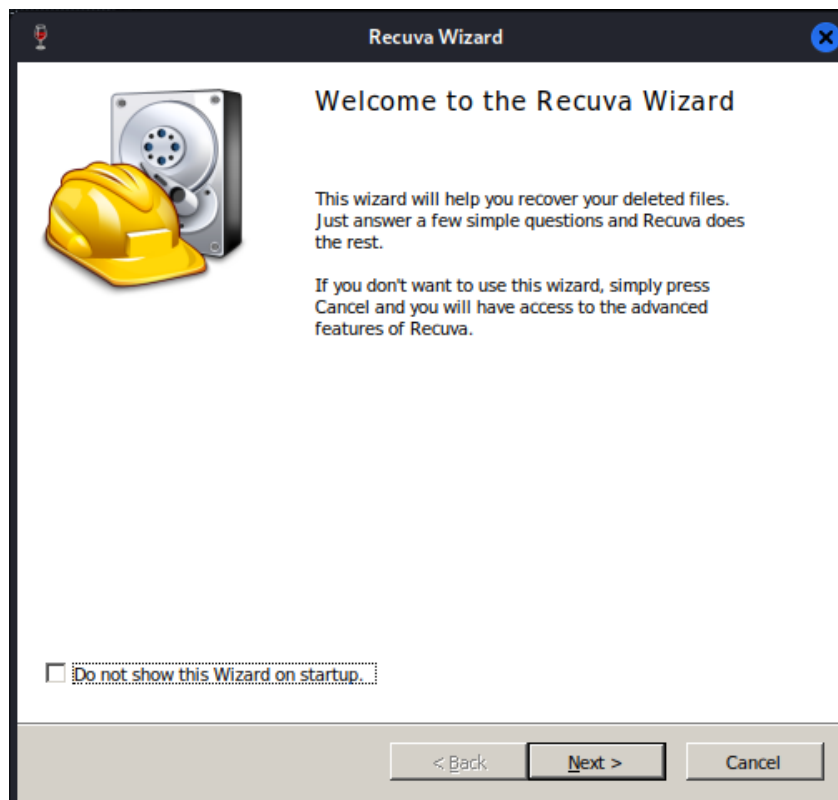 Recuva Wizard
Welcome to the Recuva Wizard
This wizard will help you recover your deleted files.
Just answer a few simple questions and Recuva does
the rest.
If you don't want to use this wizard, simply press
Cancel and you will have access to the advanced
features of Recuva.
Do not show this Wizard on startup.
< Back
Next >
Cancel